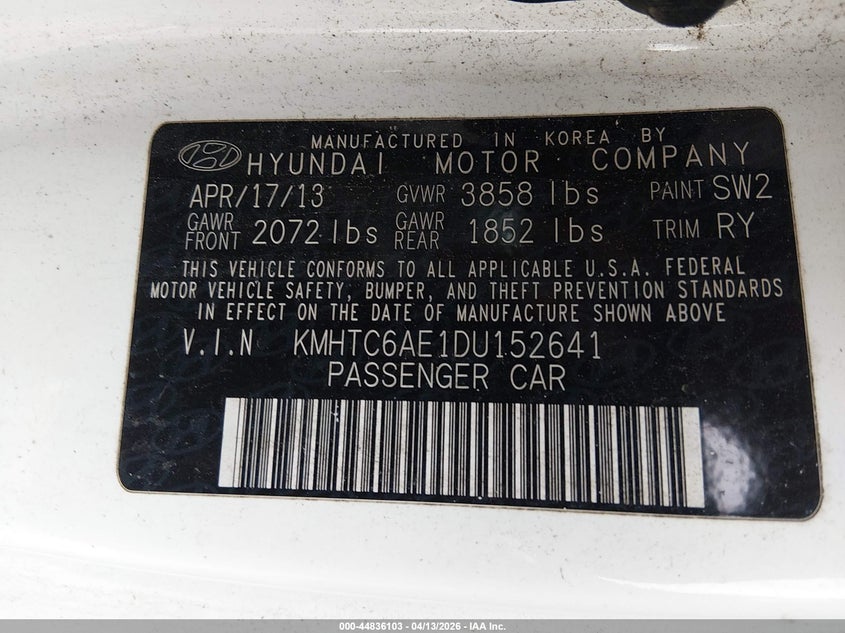 MANUFACTURED IN KOREA BY
HYUNDAI MOTOR COMPANY
APR/17/13 GVWR 3858 lbs PAINT SW2
GAWR FRONT 2072 lbs GAWR REAR 1852 lbs TRIM RY
THIS VEHICLE CONFORMS TO ALL APPLICABLE U.S.A. FEDERAL
MOTOR VEHICLE SAFETY, BUMPER, AND THEFT PREVENTION STANDARDS
IN EFFECT ON THE DATE OF MANUFACTURE SHOWN ABOVE
V.I.N KMHTC6AE1DU152641
PASSENGER CAR
000-44836103 | 04/13/2026 - IAA Inc.